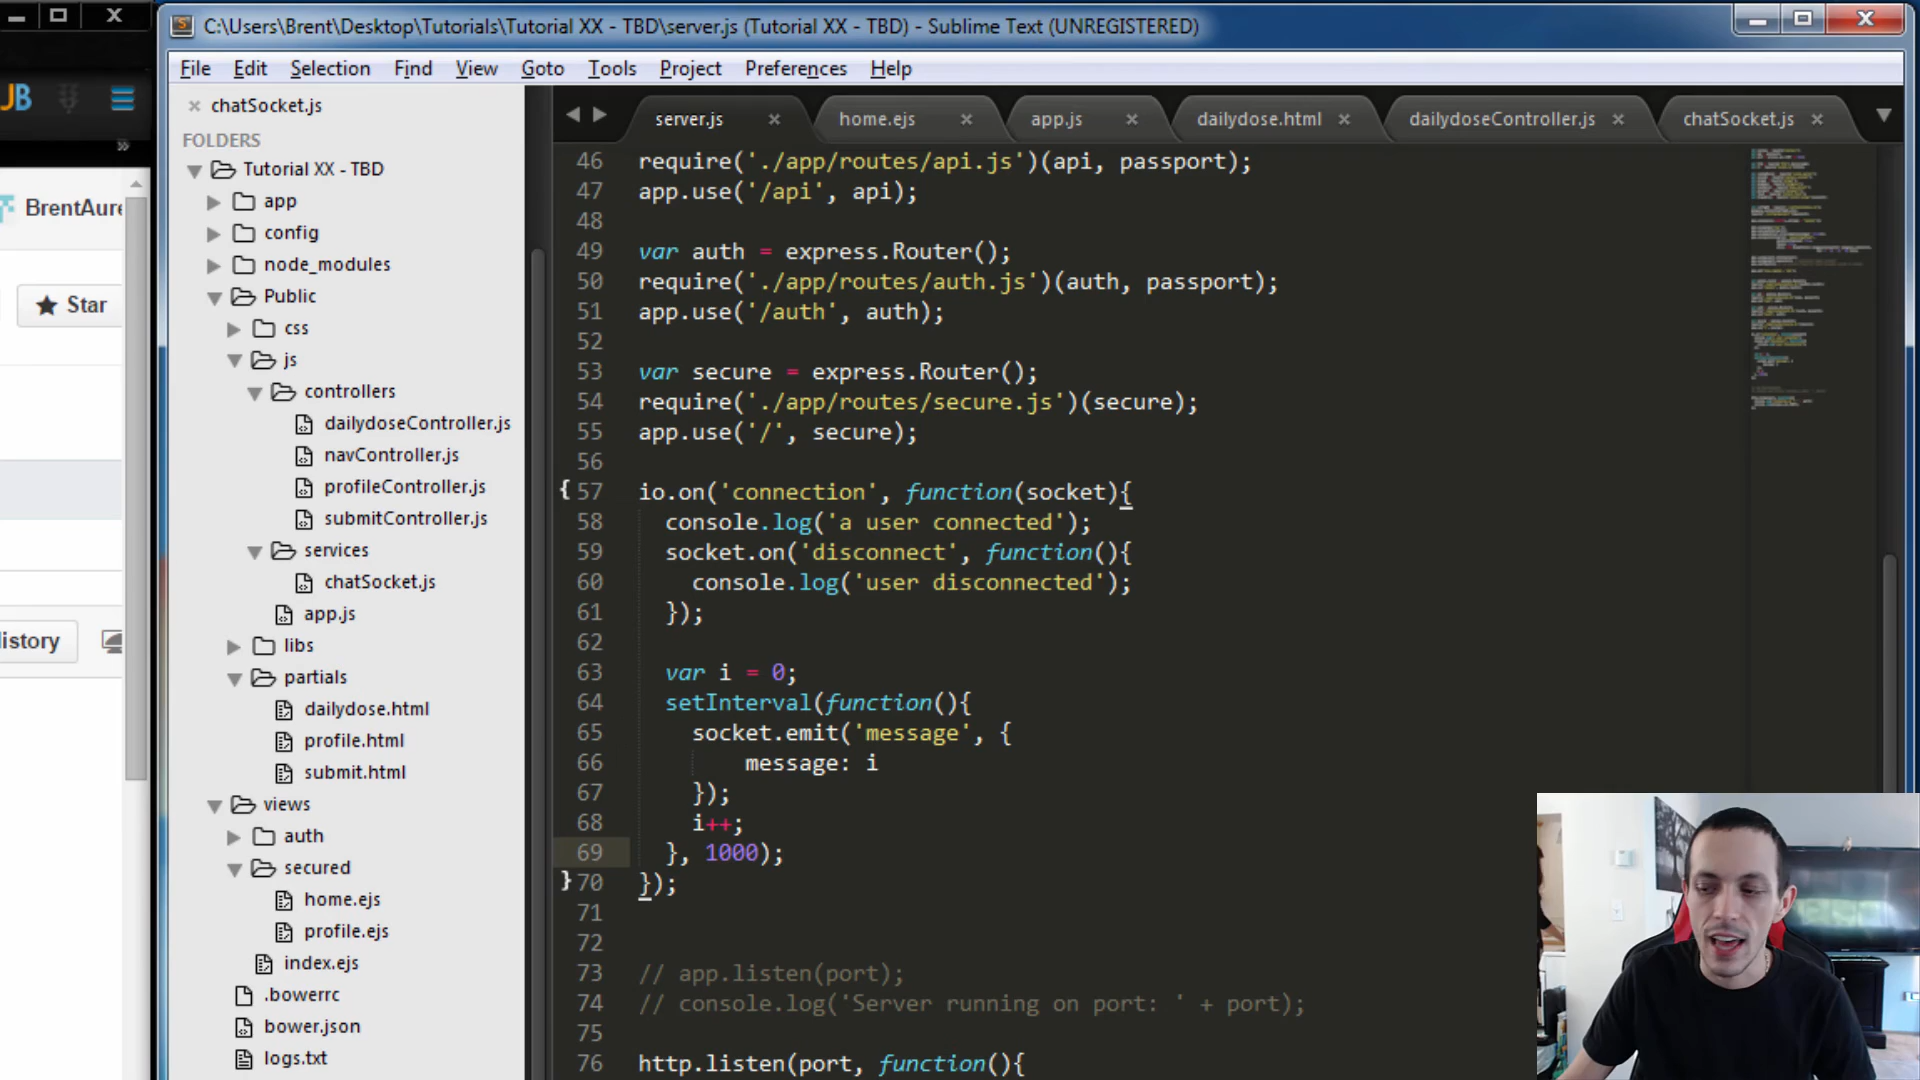 C:\Users\Brent\Desktop\Tutorials\Tutorial XX - TBD\server.js (Tutorial XX - TBD) - Sublime Text (UNREGISTERED)
File Edit Selection Find View Goto Tools Project Preferences Help
JB
»
BrentAure
Star
istory
chatSocket.js
FOLDERS
Tutorial XX - TBD
app
config
node_modules
Public
css
js
controllers
dailydoseController.js
navController.js
profileController.js
submitController.js
services
chatSocket.js
app.js
libs
partials
dailydose.html
profile.html
submit.html
views
auth
secured
home.ejs
profile.ejs
index.ejs
.bowerrc
bower.json
logs.txt
server.js home.ejs app.js dailydose.html dailydoseController.js chatSocket.js
46 require('./app/routes/api.js')(api, passport);
47 app.use('/api', api);
48
49 var auth = express.Router();
50 require('./app/routes/auth.js')(auth, passport);
51 app.use('/auth', auth);
52
53 var secure = express.Router();
54 require('./app/routes/secure.js')(secure);
55 app.use('/', secure);
56
{ 57 io.on('connection', function(socket){
58 console.log('a user connected');
59 socket.on('disconnect', function(){
60 console.log('user disconnected');
61 });
62
63 var i = 0;
64 setInterval(function(){
65 socket.emit('message', {
66 message: i
67 });
68 i++;
69 }, 1000);
} 70 });
71
72
73 // app.listen(port);
74 // console.log('Server running on port: ' + port);
75
76 http.listen(port, function(){